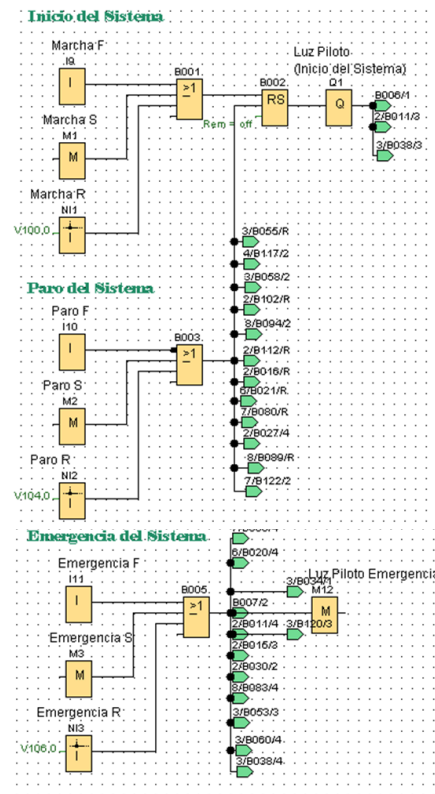 Inicio del Sistema
Marcha F
I9
I
B001
≥1
Luz Piloto
(Inicio del Sistema)
B002
RS
Rem = off
Q1
Q
B006/1
2/B011/3
3/B038/3
Marcha S
M1
M
Marcha R
NI1
I
V100,0
3/B055/R
4/B117/2
3/B058/2
2/B102/R
8/B094/2
2/B112/R
2/B016/R
6/B021/R
7/B080/R
2/B027/4
8/B089/R
7/B122/2
Paro del Sistema
Paro F
I10
I
B003
≥1
Paro S
M2
M
Paro R
NI2
I
V104,0
Emergencia del Sistema
Emergencia F
I11
I
B005
≥1
6/B020/4
3/B034/1
Luz Piloto Emergencia
M12
M
B007/2
2/B011/4
3/B120/3
2/B015/3
2/B030/2
8/B083/4
3/B053/3
3/B060/4
3/B038/4
Emergencia S
M3
M
Emergencia R
NI3
I
V106,0